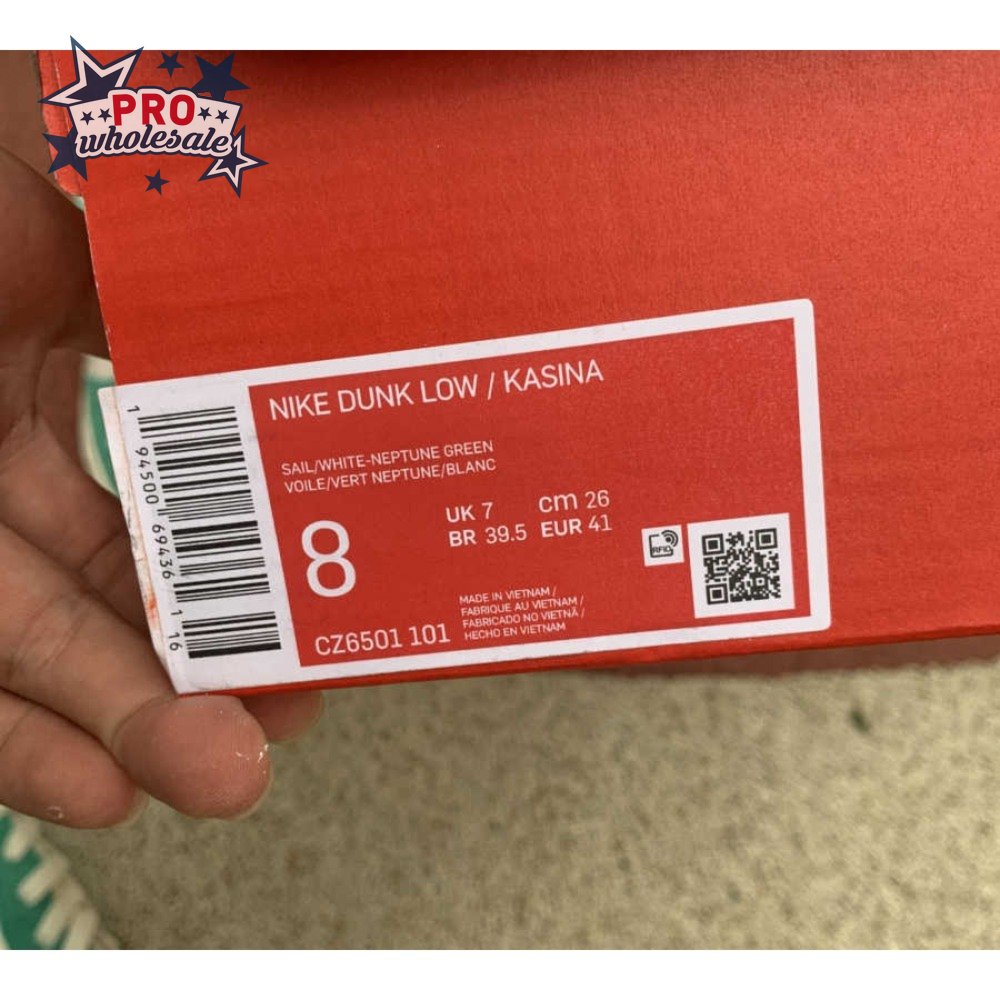 PRO
wholesale
NIKE DUNK LOW / KASINA
SAIL/WHITE-NEPTUNE GREEN
VOILE/VERT NEPTUNE/BLANC
8
UK 7 cm 26
BR 39.5 EUR 41
RFID
MADE IN VIETNAM /
FABRIQUE AU VIETNAM /
FABRICADO NO VIETNÃ /
HECHO EN VIETNAM
CZ6501 101
1 94500 69436 1 16